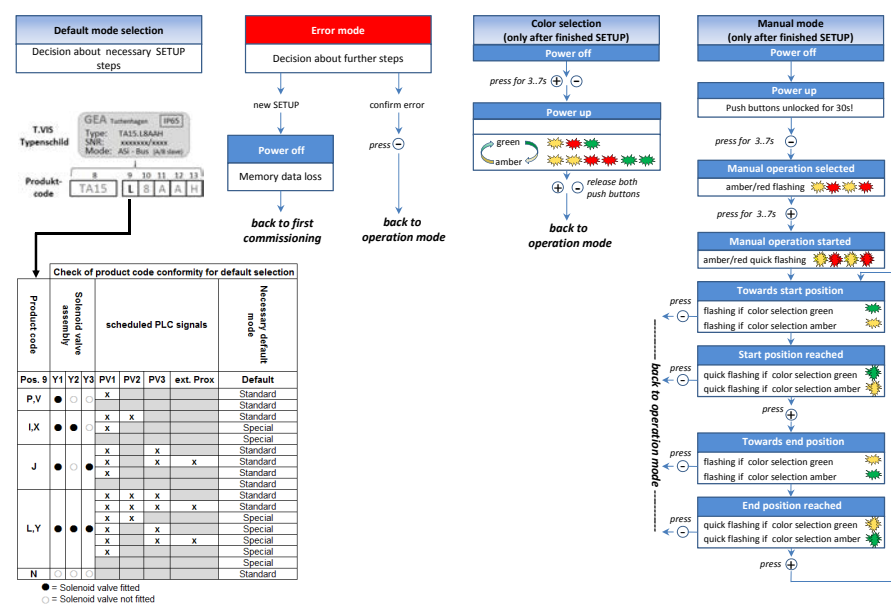 Default mode selection
Decision about necessary SETUP
steps
T.VIS
Typenschild
GEA Tuchenhagen IP65
Type: TA15.L8AAH
SNR: xxxxxxx/xxxx
Mode: ASi - Bus (A/B slave)
8 9 10 11 12 13
Produkt-
code
TA15 L 8 A A H
Check of product code conformity for default selection
Product code
Solenoid valve
assembly
scheduled PLC signals
Necessary default
mode
Pos. 9 Y1 Y2 Y3 PV1 PV2 PV3 ext. Prox Default
P,V ● ○ ○ x Standard
Standard
I,X ● ● ○ x x Standard
x Special
Special
J ● ○ ● x x Standard
x x x Standard
x Standard
Standard
L,Y ● ● ● x x x Standard
x x x x Standard
x x Special
x x Special
x x x Special
x Special
Special
N ○ ○ ○ Standard
● = Solenoid valve fitted
○ = Solenoid valve not fitted
Error mode
Decision about further steps
new SETUP
confirm error
press ⊖
Power off
Memory data loss
back to first
commissioning
back to
operation mode
Color selection
(only after finished SETUP)
Power off
press for 3..7s ⊕ ⊖
Power up
green
amber
⊕ ⊖ release both
push buttons
back to
operation mode
Manual mode
(only after finished SETUP)
Power off
Power up
Push buttons unlocked for 30s!
press for 3..7s ⊖
Manual operation selected
amber/red flashing
press for 3..7s ⊕
Manual operation started
amber/red quick flashing
Towards start position
press ⊖
flashing if color selection green
flashing if color selection amber
Start position reached
press ⊖
quick flashing if color selection green
quick flashing if color selection amber
press ⊕
Towards end position
press ⊖
flashing if color selection green
flashing if color selection amber
End position reached
press ⊖
quick flashing if color selection green
quick flashing if color selection amber
press ⊕
back to operation mode